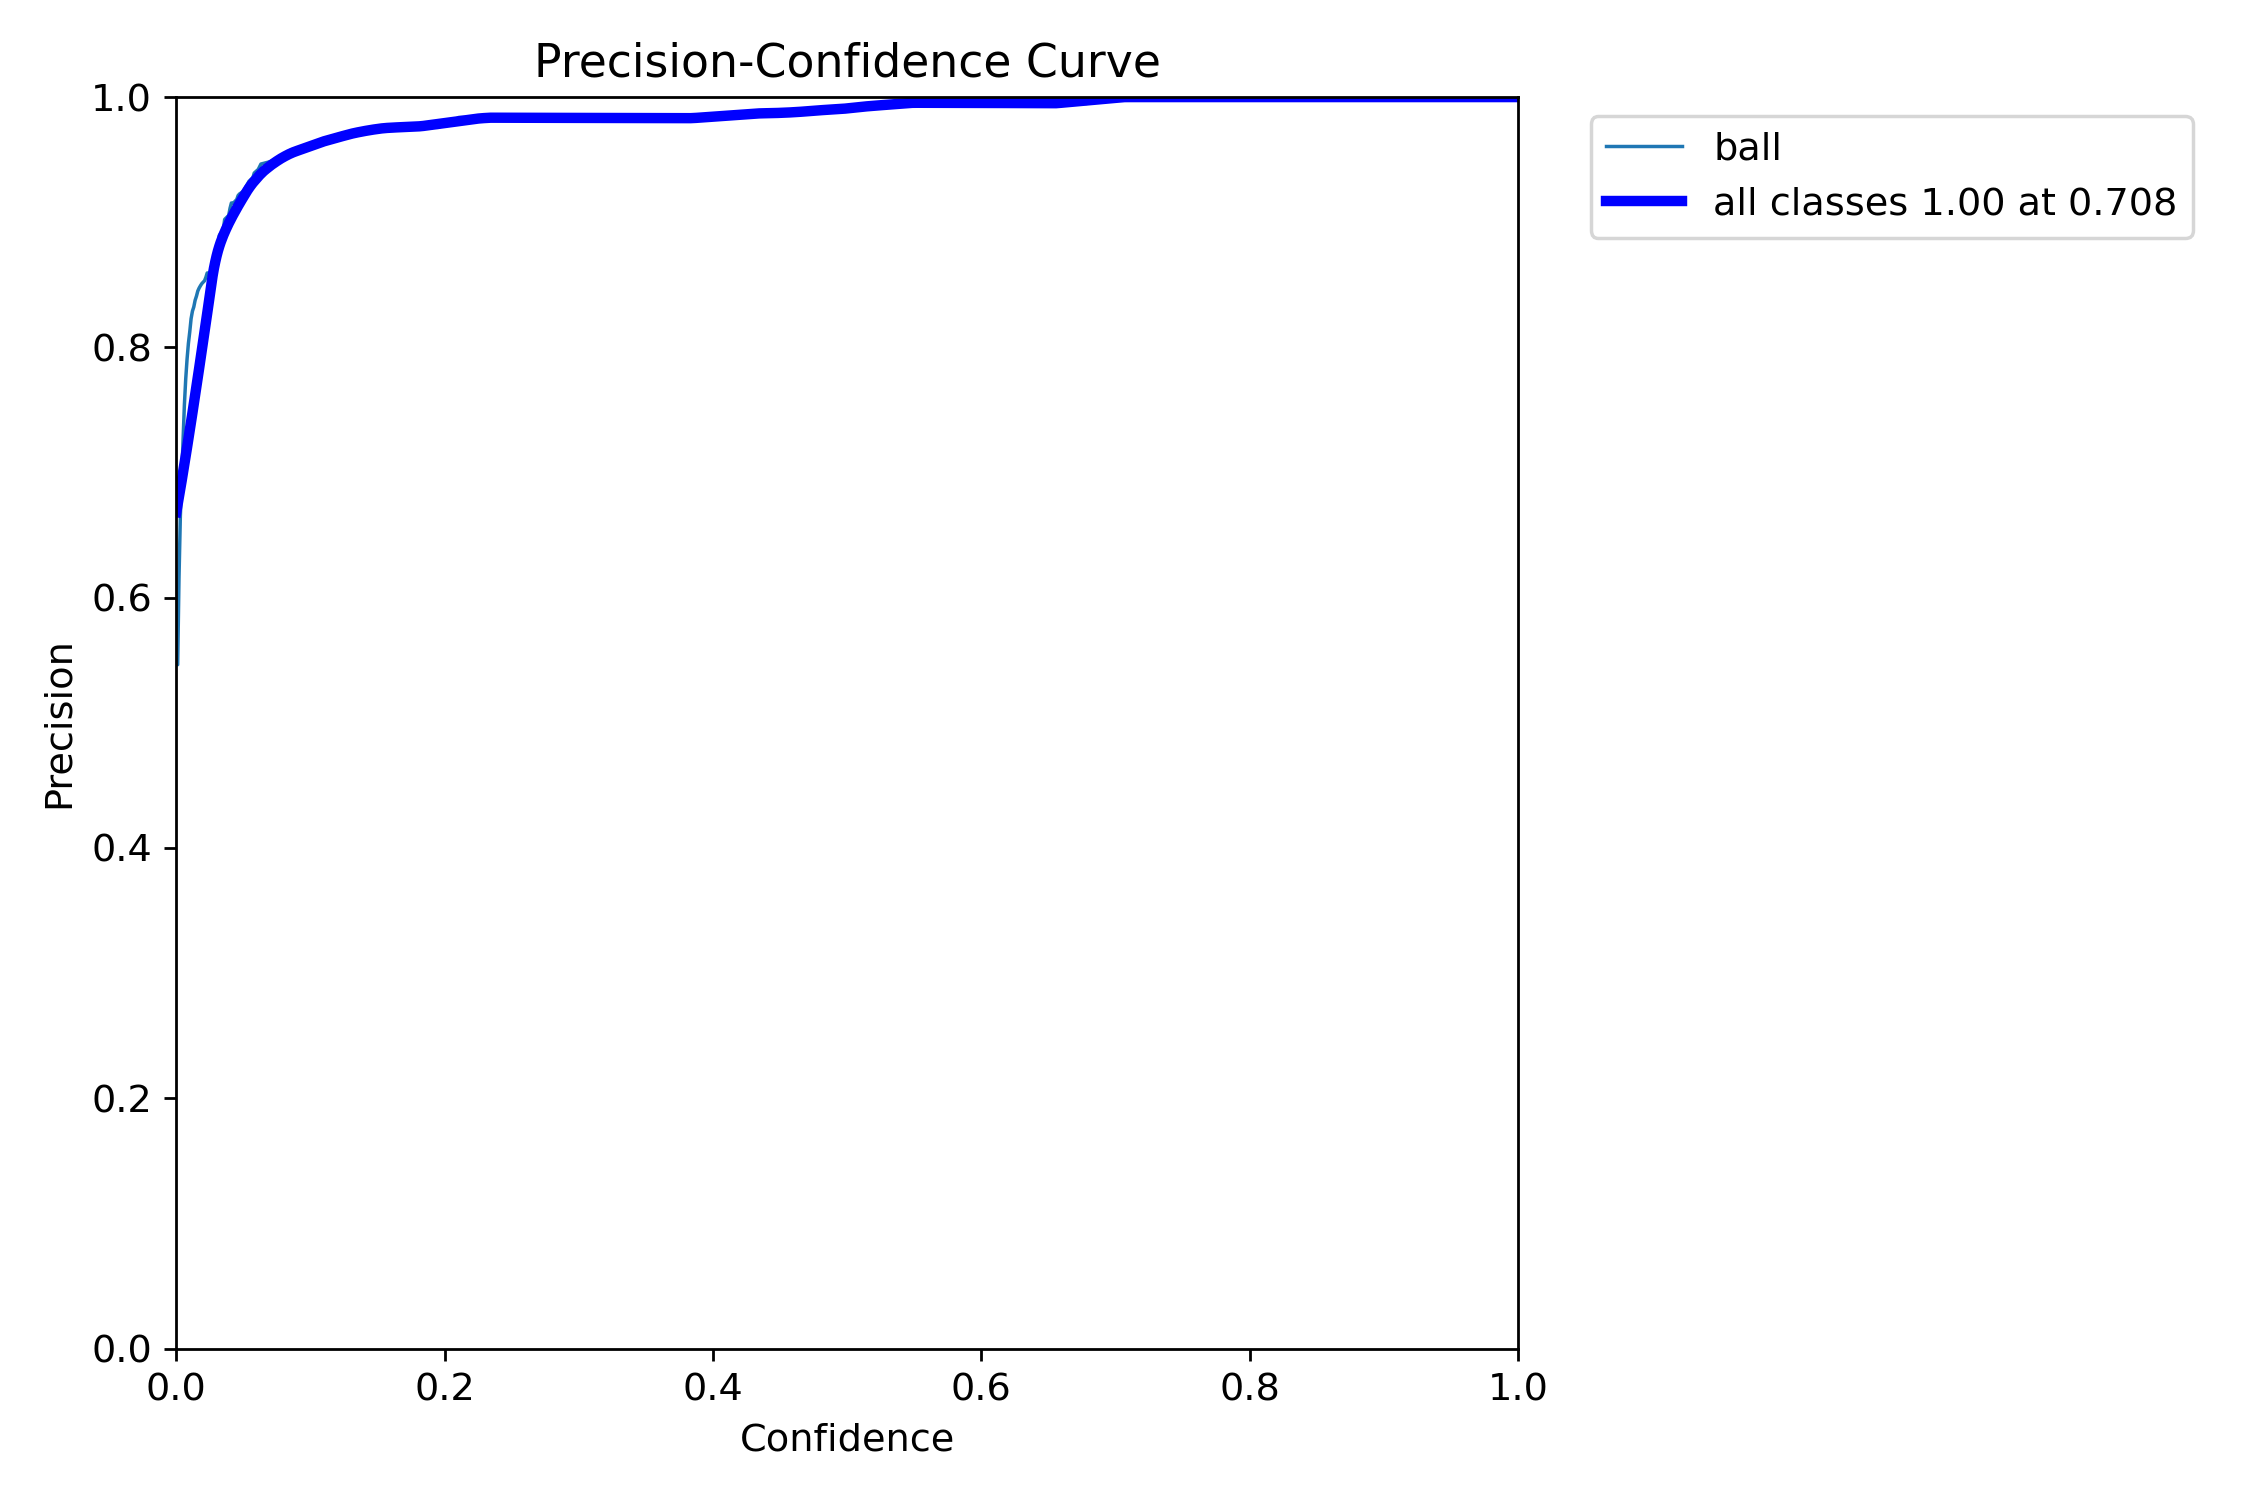 Precision-Confidence Curve
1.0
0.8
0.6
0.4
0.2
0.0
Precision
0.0 0.2 0.4 0.6 0.8 1.0
Confidence
ball
all classes 1.00 at 0.708